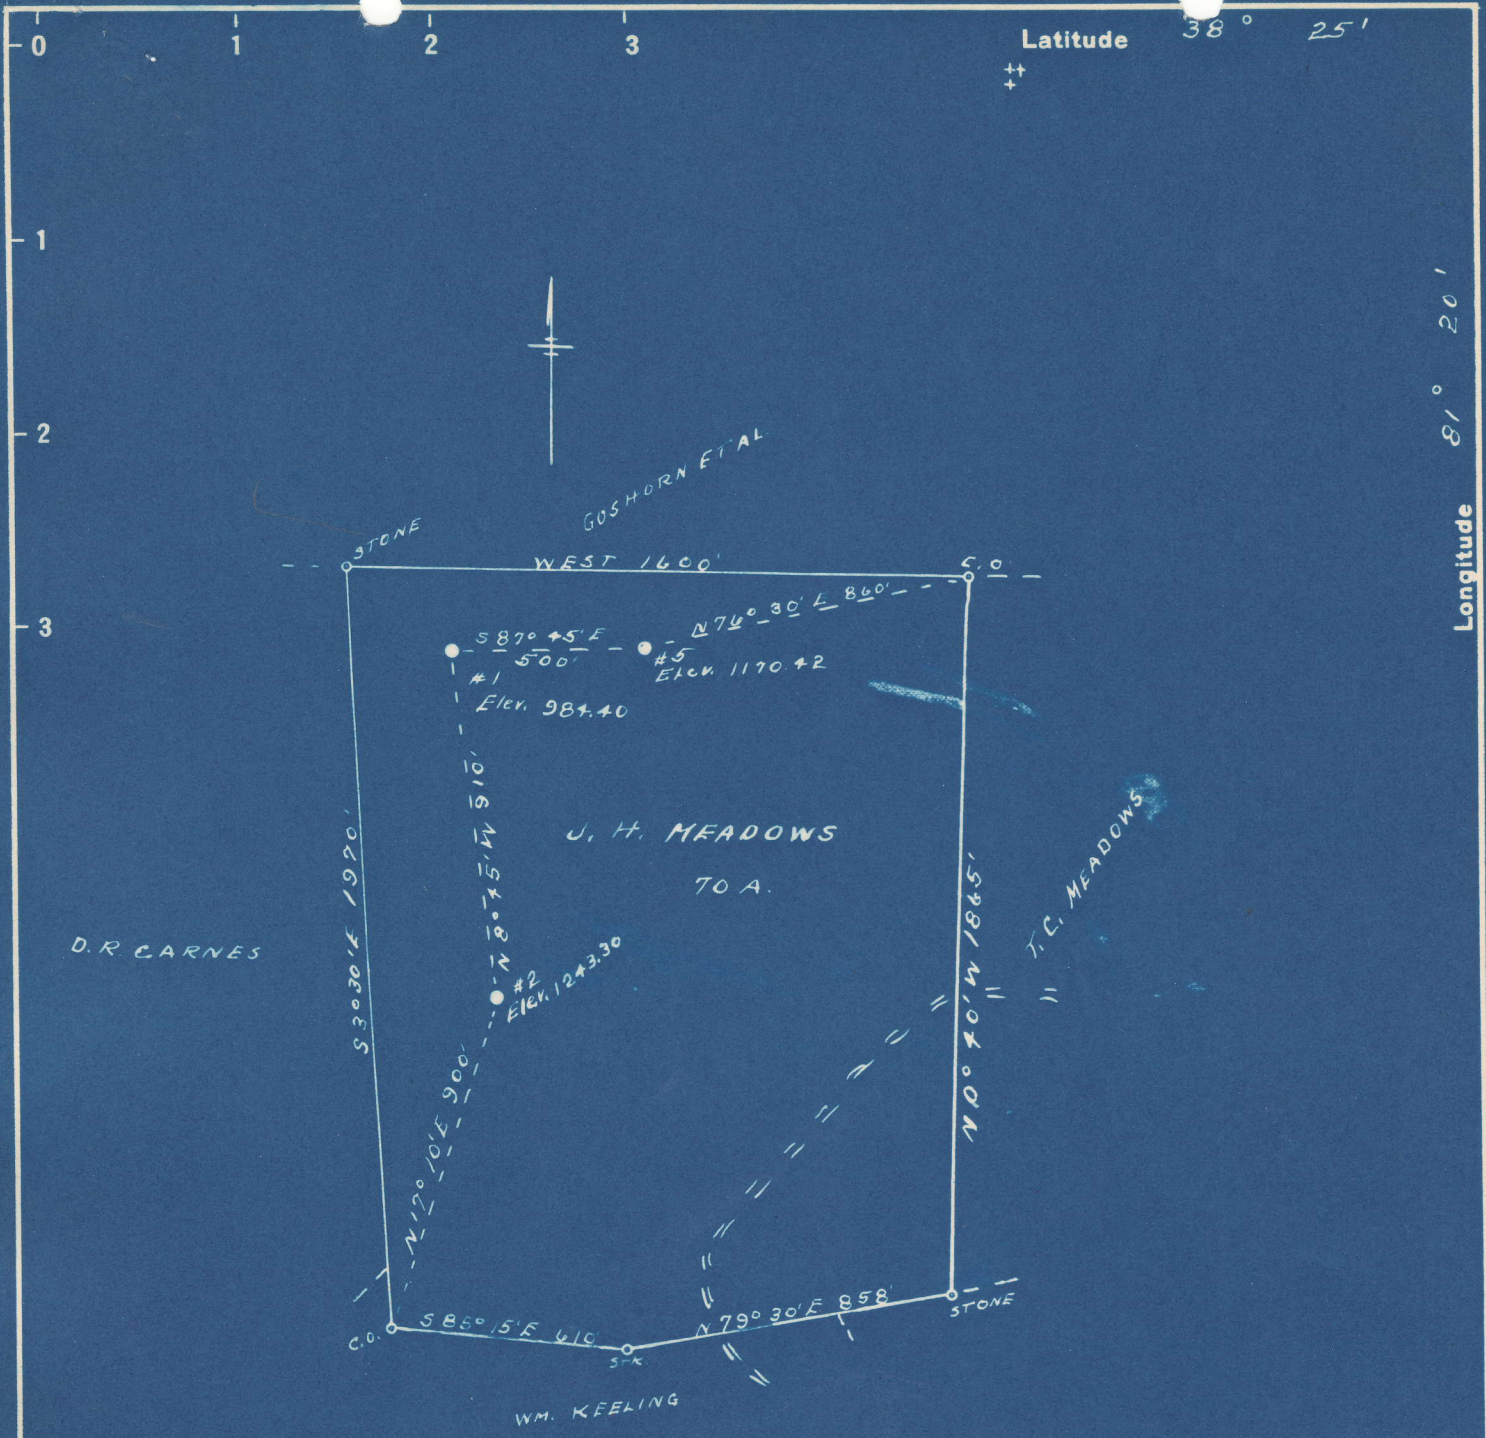 0 1 2 3 Latitude 38° 25'
1
2
3
Longitude 81° 20'
GOSHORN ET AL
STONE
WEST 1600'
C.O.
N 76° 30' E 860'
S 87° 45' E
500'
#1
Elev. 984.40
#5
Elev. 1170.42
N 8° 45' W 910'
J. H. MEADOWS
70 A.
S 3° 30' E 1970'
D. R. CARNES
T. C. MEADOWS
N 0° 40' W 1865'
#2
Elev. 1243.30
N 17° 10' E 900'
C.O.
S 85° 15' E 610'
STK
N 79° 30' E 858'
STONE
WM. KEELING